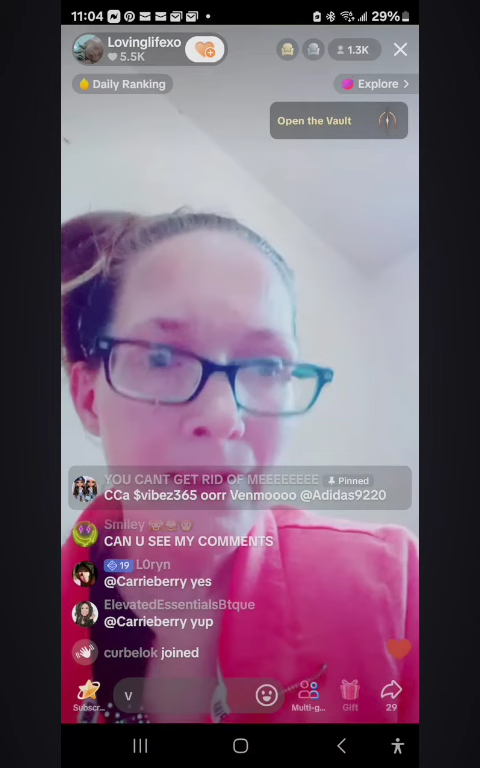 11:04
29%
Lovinglifexo
5.5K
1.3K
Daily Ranking
Explore >
Open the Vault
YOU CANT GET RID OF MEEEEEEEE Pinned
CCa $vibez365 oorr Venmoooo @Adidas9220
Smiley
CAN U SEE MY COMMENTS
19 L0ryn
@Carrieberry yes
ElevatedEssentialsBtque
@Carrieberry yup
curbelok joined
V
Subscr...
Multi-g...
Gift
29